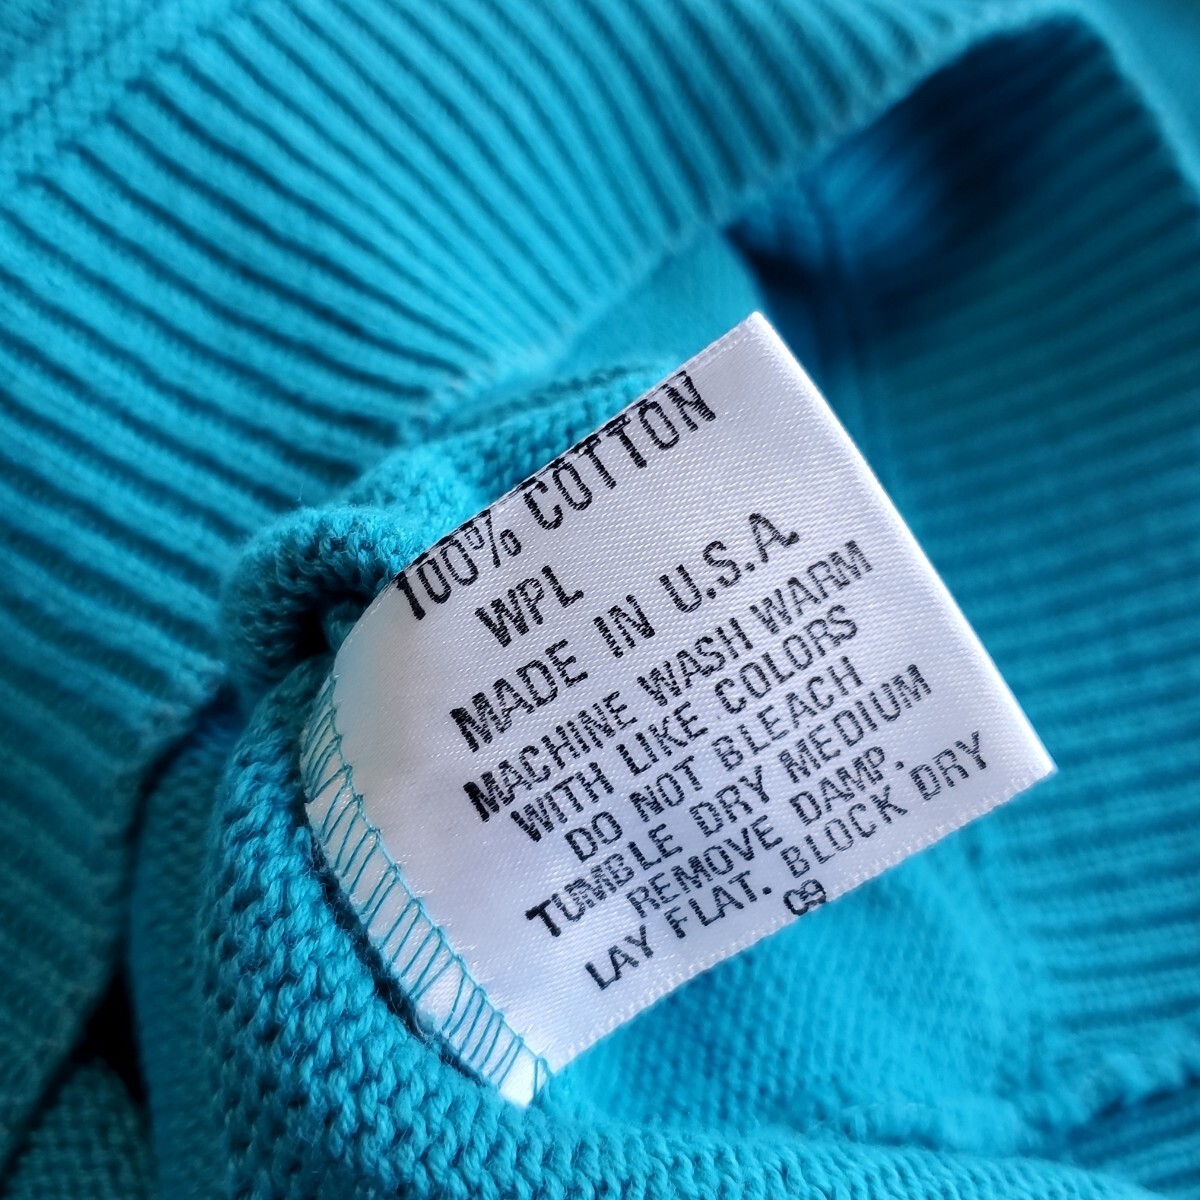 100% COTTON
WPL
MADE IN U.S.A.
MACHINE WASH WARM
WITH LIKE COLORS
DO NOT BLEACH
TUMBLE DRY MEDIUM
REMOVE DAMP.
LAY FLAT. BLOCK DRY
09